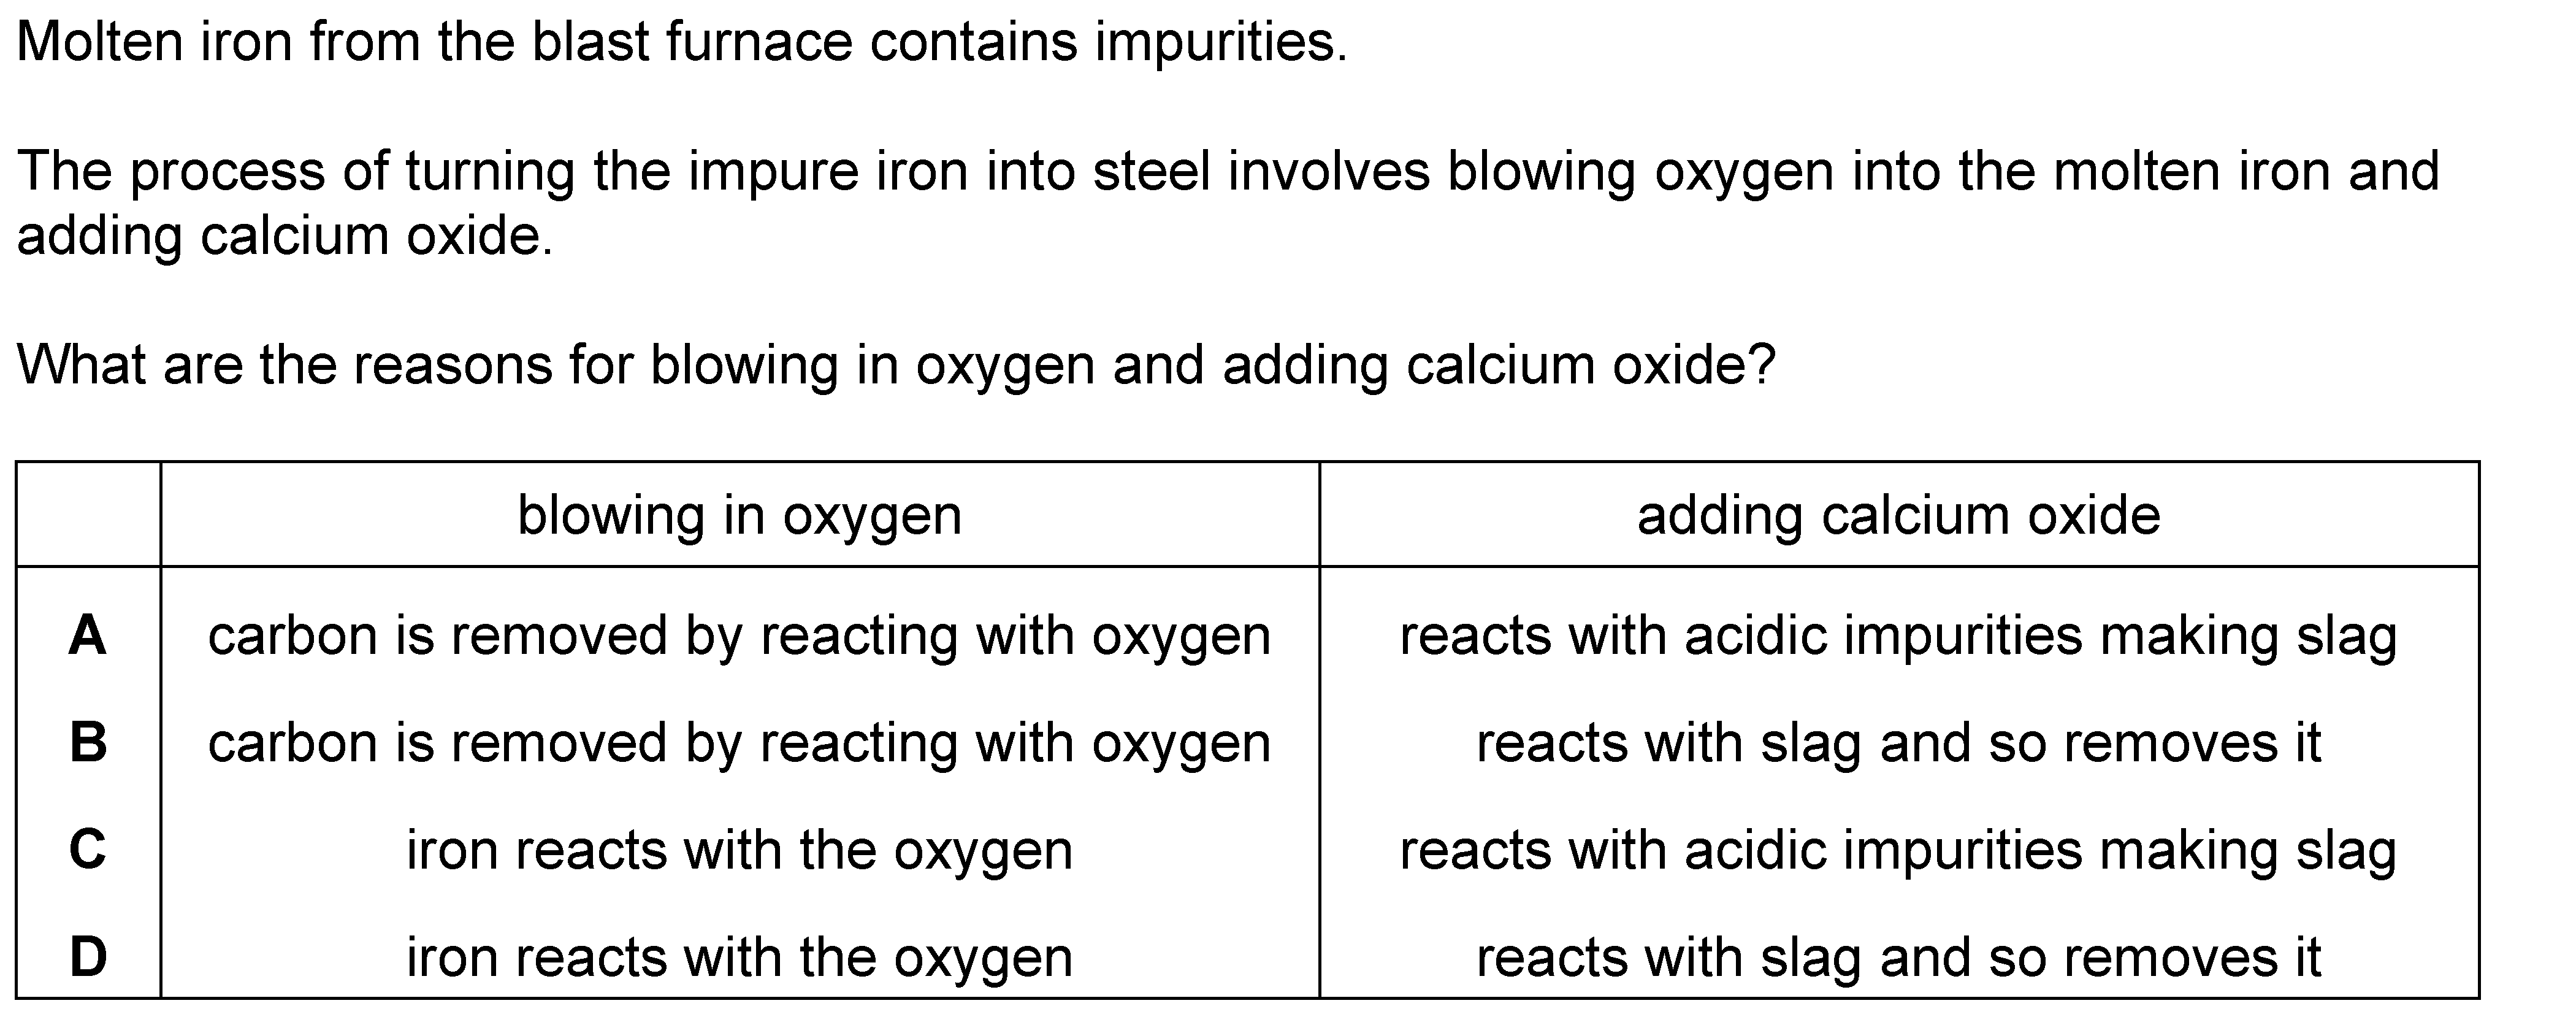 Molten iron from the blast furnace contains impurities.
The process of turning the impure iron into steel involves blowing oxygen into the molten iron and
adding calcium oxide.
What are the reasons for blowing in oxygen and adding calcium oxide?
blowing in oxygen adding calcium oxide
A carbon is removed by reacting with oxygen reacts with acidic impurities making slag
B carbon is removed by reacting with oxygen reacts with slag and so removes it
C iron reacts with the oxygen reacts with acidic impurities making slag
D iron reacts with the oxygen reacts with slag and so removes it